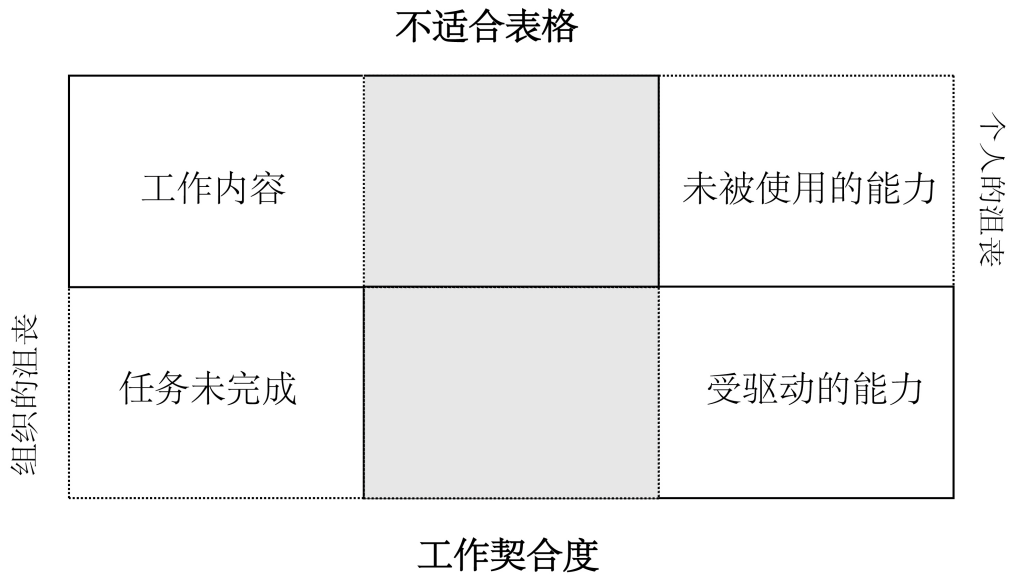 不适合表格
工作内容
未被使用的能力
个人的沮丧
组织的沮丧
任务未完成
受驱动的能力
工作契合度